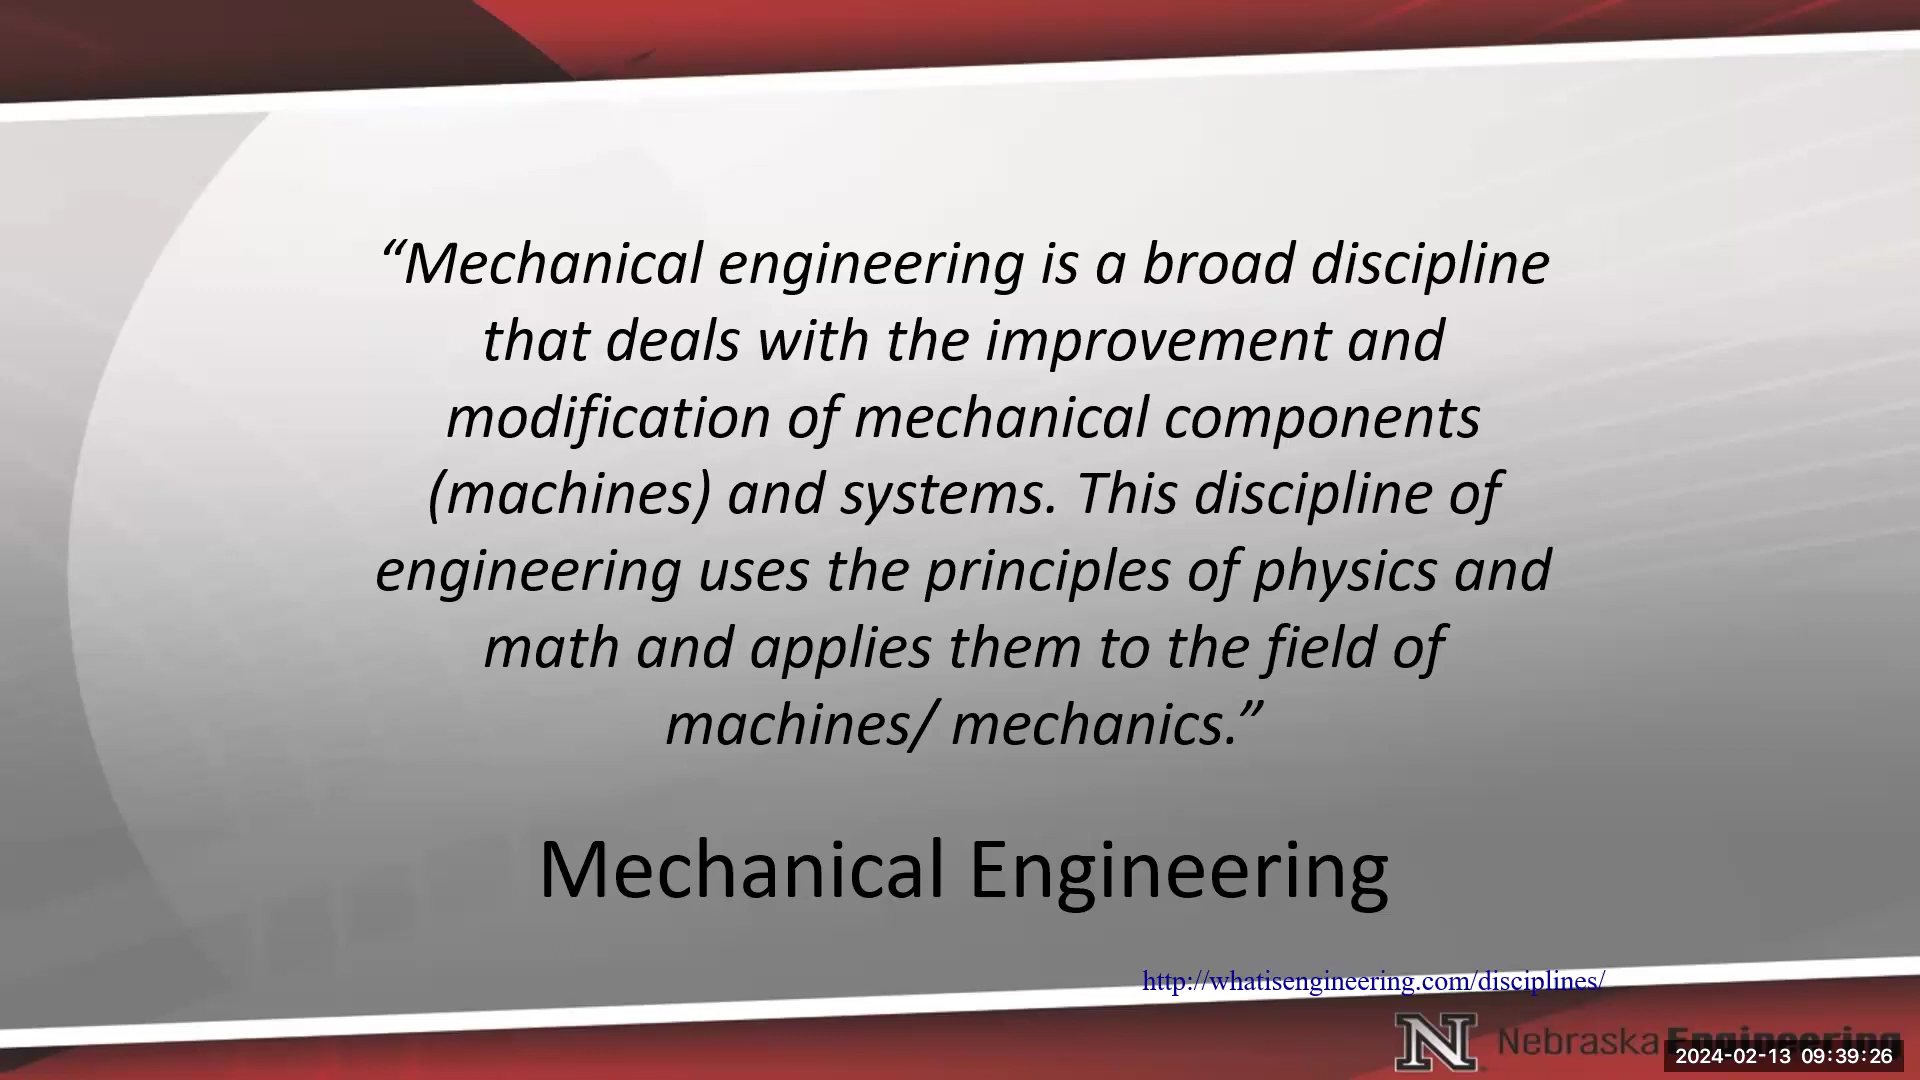 “Mechanical engineering is a broad discipline
that deals with the improvement and
modification of mechanical components
(machines) and systems. This discipline of
engineering uses the principles of physics and
math and applies them to the field of
machines/ mechanics.”
Mechanical Engineering
http://whatisengineering.com/disciplines/
N Nebraska Engineering
2024-02-13 09:39:26